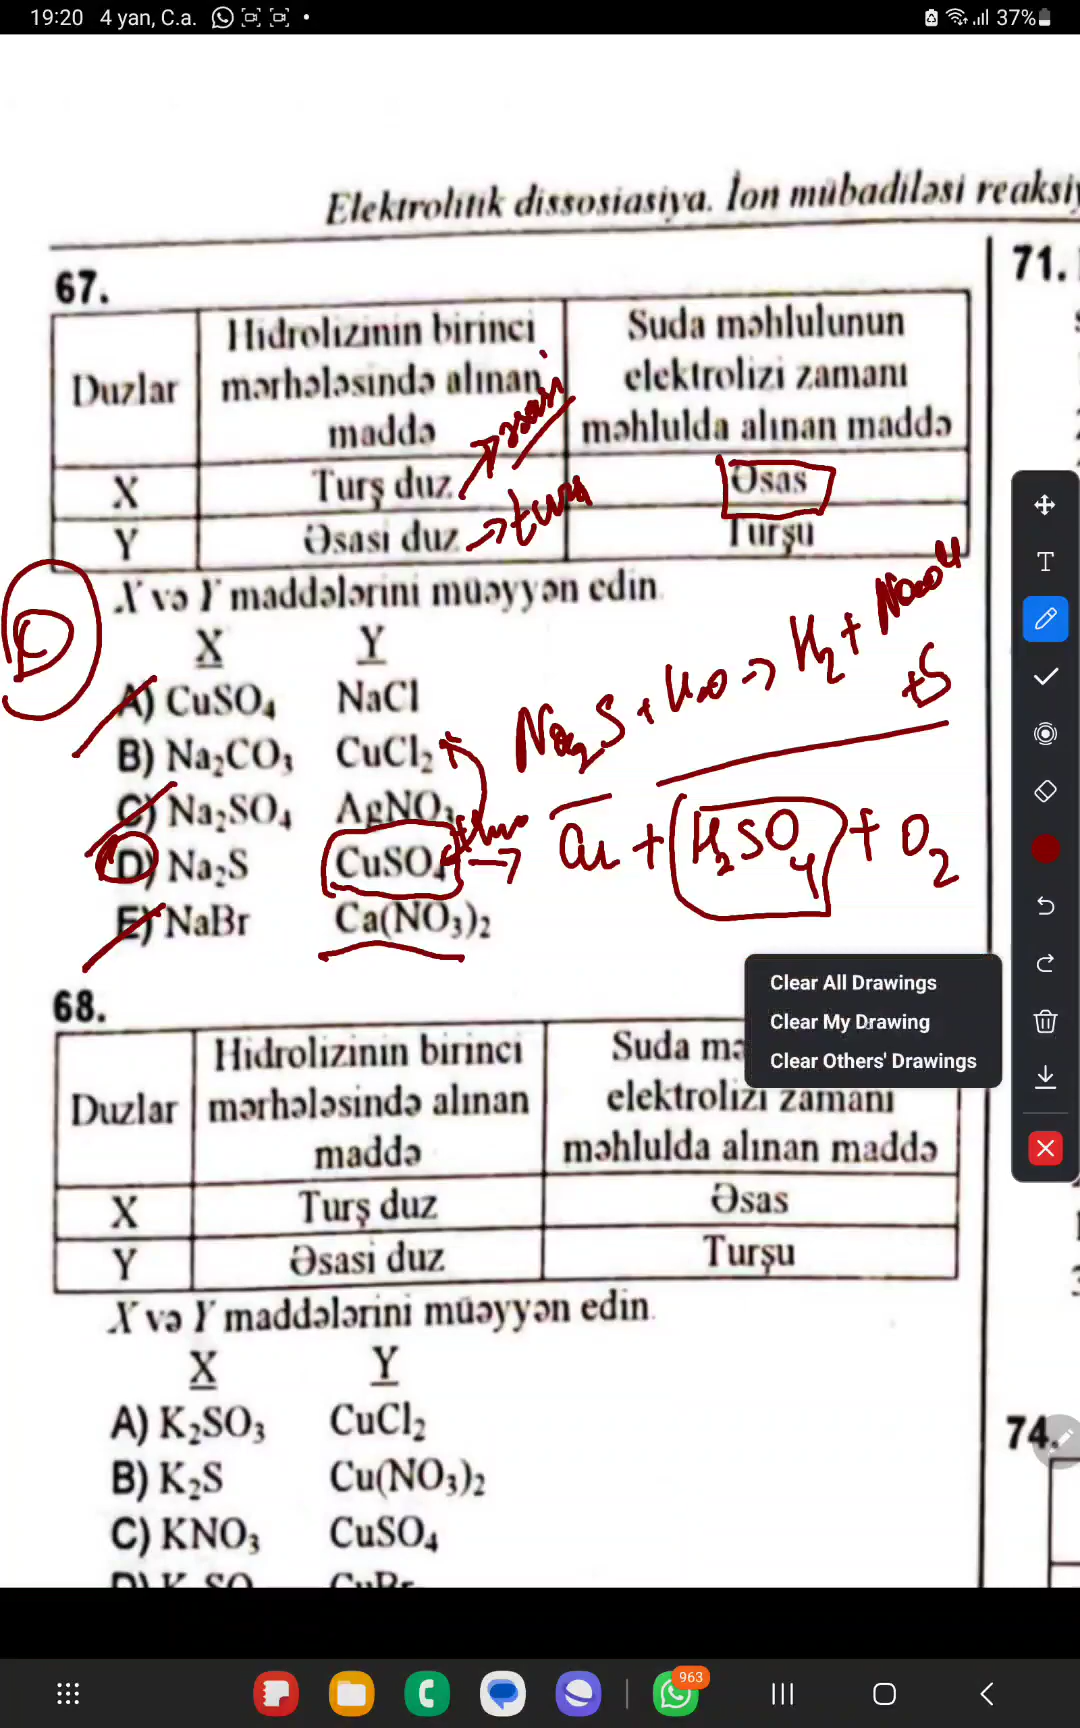 19:20 4 yan, C.a.
37%
Elektrolitik dissosiasiya. İon mübadiləsi reaksiy
67.
71.
Duzlar
Hidrolizinin birinci mərhələsində alınan maddə
Suda məhlulunun elektrolizi zamanı məhlulda alınan maddə
X Turş duz Əsas
əsasi
Y Əsasi duz Turşu
turş
X və Y maddələrini müəyyən edin.
D
X Y
A) CuSO₄ NaCl
B) Na₂CO₃ CuCl₂
C) Na₂SO₄ AgNO₃
D) Na₂S CuSO₄
E) NaBr Ca(NO₃)₂
Na₂S + H₂O → H₂ +
+S
→ Cu + H₂SO₄ + O₂
Clear All Drawings
Clear My Drawing
Clear Others' Drawings
T
68.
Duzlar
Hidrolizinin birinci mərhələsində alınan maddə
Suda mə
elektrolizi zamanı
məhlulda alınan maddə
X Turş duz Əsas
Y Əsasi duz Turşu
X və Y maddələrini müəyyən edin.
X Y
A) K₂SO₃ CuCl₂
B) K₂S Cu(NO₃)₂
C) KNO₃ CuSO₄
74.
963